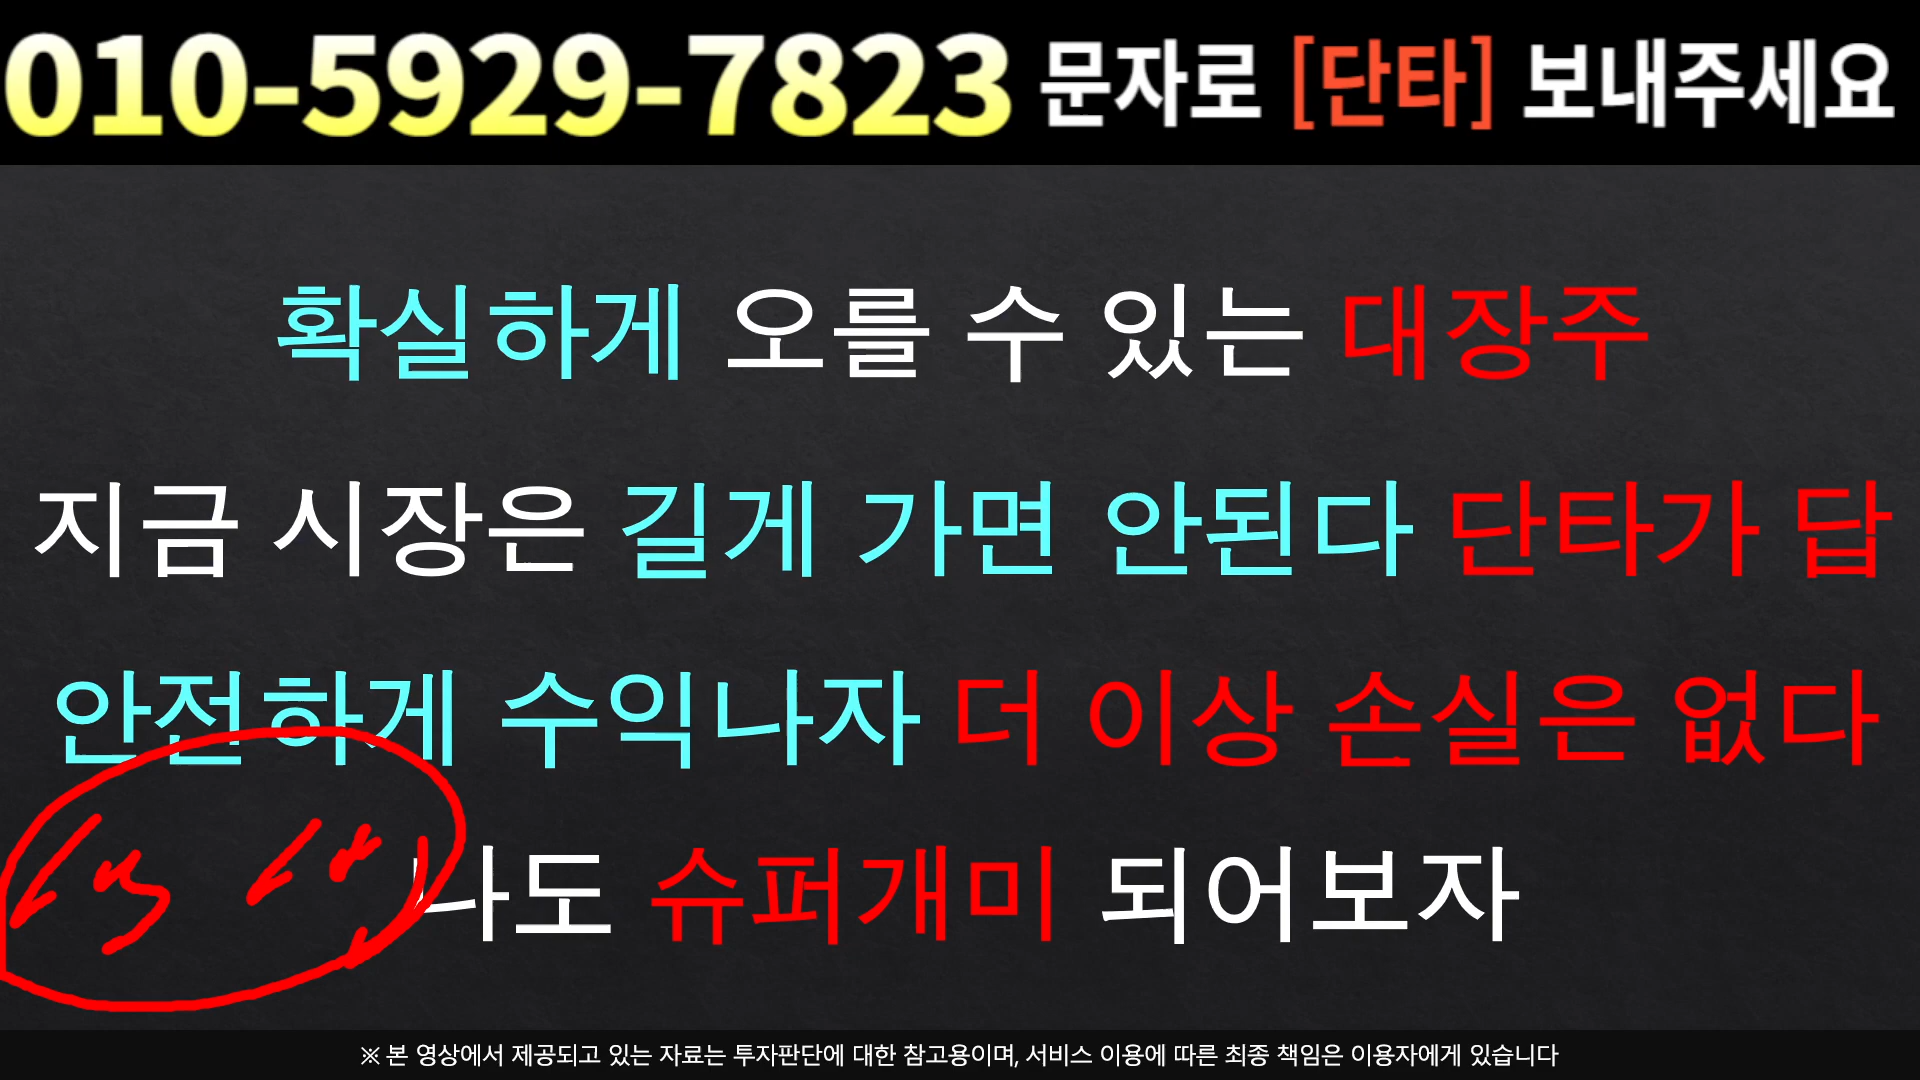 010-5929-7823 문자로 [단타] 보내주세요
확실하게 오를 수 있는 대장주
지금 시장은 길게 가면 안된다 단타가 답
안전하게 수익나자 더 이상 손실은 없다
나도 슈퍼개미 되어보자
※ 본 영상에서 제공되고 있는 자료는 투자판단에 대한 참고용이며, 서비스 이용에 따른 최종 책임은 이용자에게 있습니다